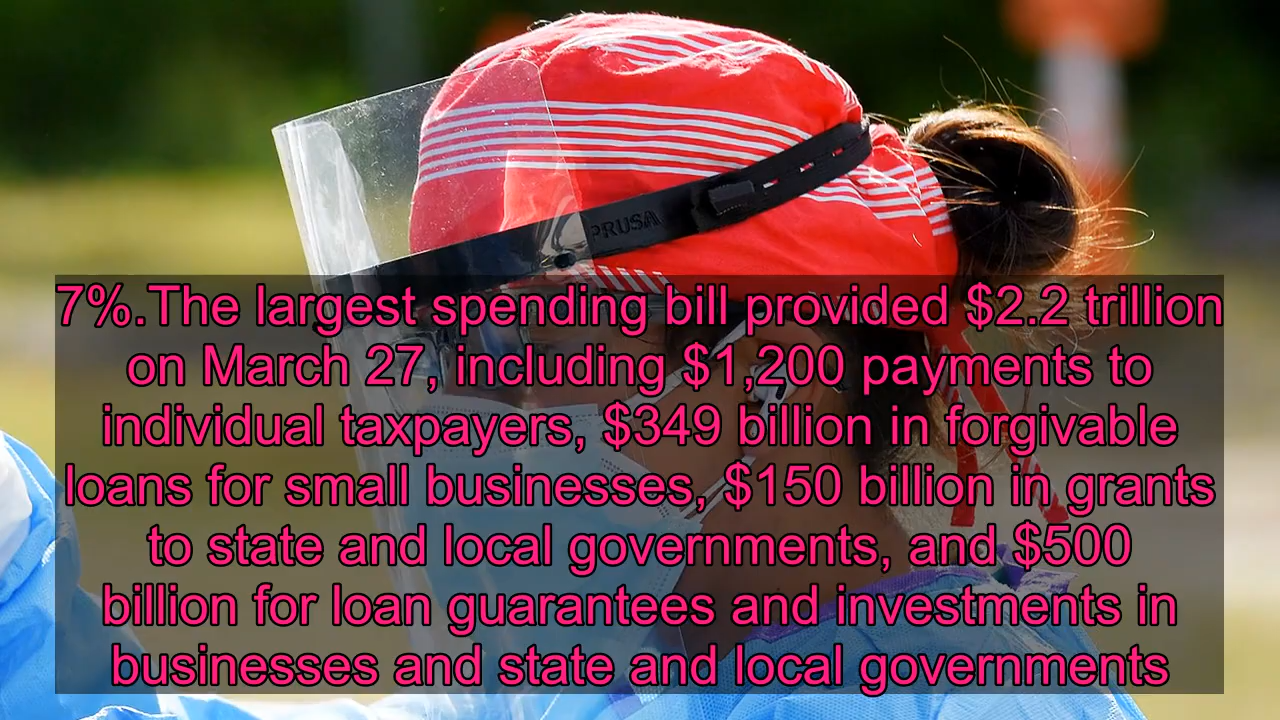 PRUSA
7%.The largest spending bill provided $2.2 trillion
on March 27, including $1,200 payments to
individual taxpayers, $349 billion in forgivable
loans for small businesses, $150 billion in grants
to state and local governments, and $500
billion for loan guarantees and investments in
businesses and state and local governments